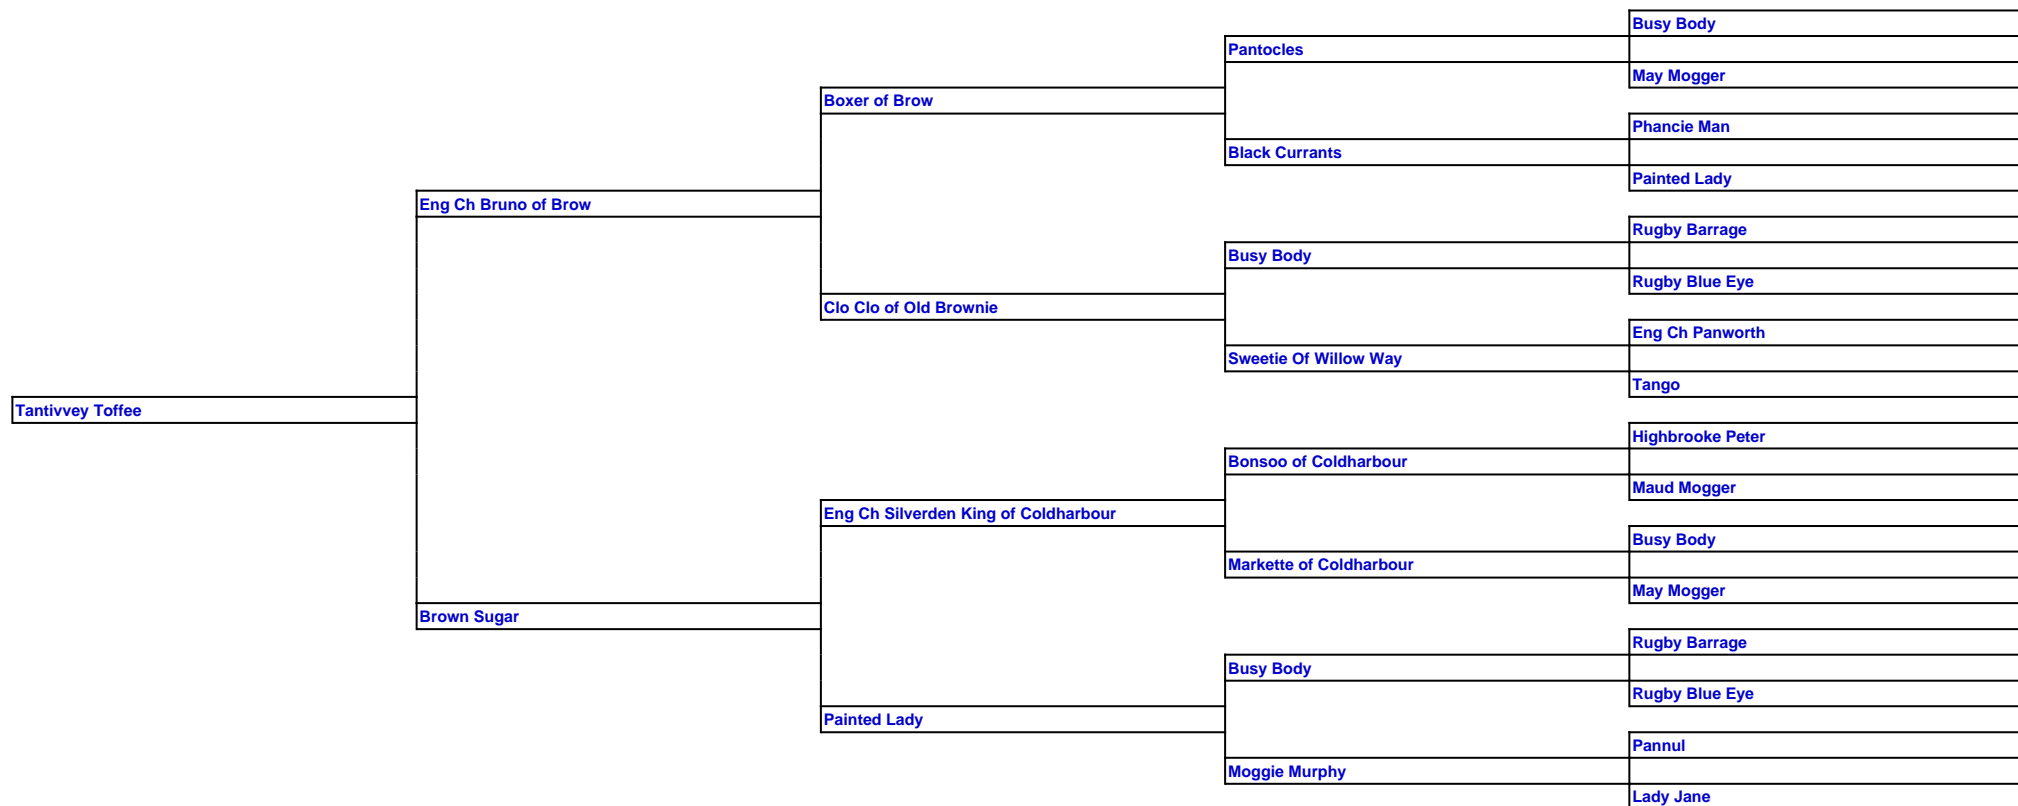 Busy Body
Pantocles
May Mogger
Boxer of Brow
Phancie Man
Black Currants
Painted Lady
Eng Ch Bruno of Brow
Rugby Barrage
Busy Body
Rugby Blue Eye
Clo Clo of Old Brownie
Eng Ch Panworth
Sweetie Of Willow Way
Tango
Tantivvey Toffee
Highbrooke Peter
Bonsoo of Coldharbour
Maud Mogger
Eng Ch Silverden King of Coldharbour
Busy Body
Markette of Coldharbour
May Mogger
Brown Sugar
Rugby Barrage
Busy Body
Rugby Blue Eye
Painted Lady
Pannul
Moggie Murphy
Lady Jane